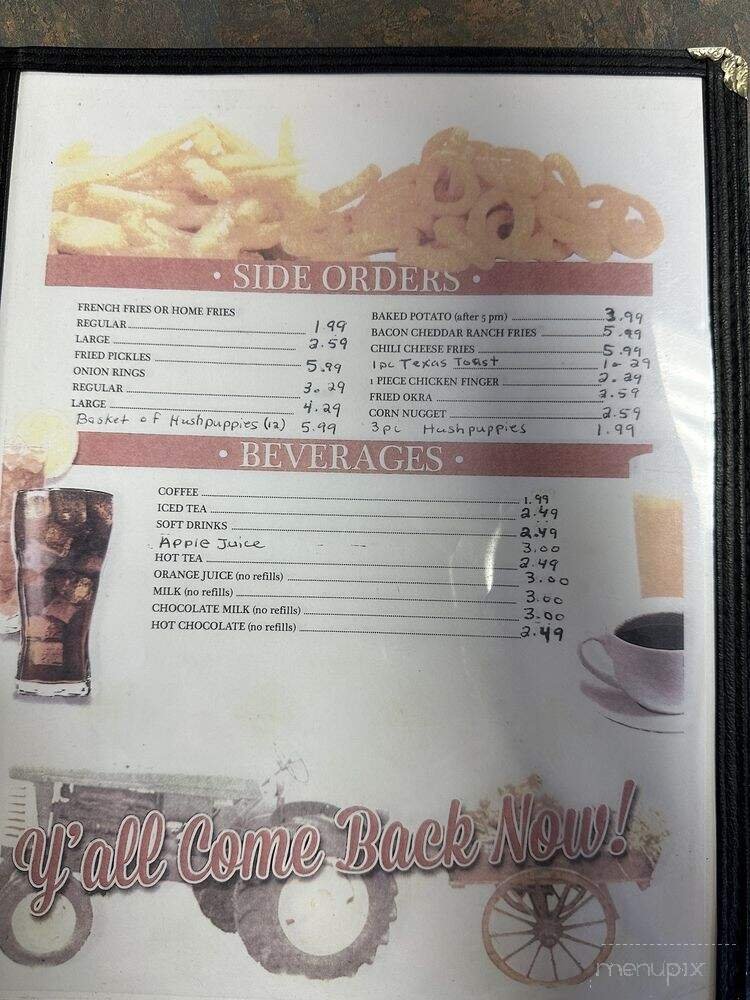 • SIDE ORDERS •
FRENCH FRIES OR HOME FRIES
REGULAR 1.99
LARGE 2.59
FRIED PICKLES 5.99
ONION RINGS
REGULAR 3.29
LARGE 4.29
Basket of Hushpuppies (12) 5.99
BAKED POTATO (after 5 pm) 3.99
BACON CHEDDAR RANCH FRIES 5.99
CHILI CHEESE FRIES 5.99
1pc Texas Toast 1.29
1 PIECE CHICKEN FINGER 2.29
FRIED OKRA 2.59
CORN NUGGET 2.59
3pc Hushpuppies 1.99
• BEVERAGES •
COFFEE 1.99
ICED TEA 2.49
SOFT DRINKS 2.49
Apple Juice 3.00
HOT TEA 2.49
ORANGE JUICE (no refills) 3.00
MILK (no refills) 3.00
CHOCOLATE MILK (no refills) 3.00
HOT CHOCOLATE (no refills) 2.49
Y'all Come Back Now!
menupix